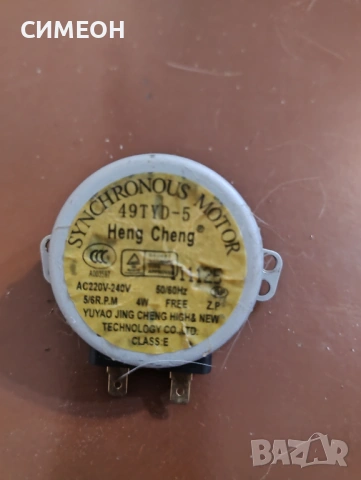 СИМЕОН
SYNCHRONOUS MOTOR
49TYD-5
Heng Cheng®
CCC
AC220V-240V 50/60Hz
5/6R.P.M 4W FREE Z.P
YUYAO JING CHENG HIGH& NEW
TECHNOLOGY CO.,LTD.
CLASS:E
BAZAR